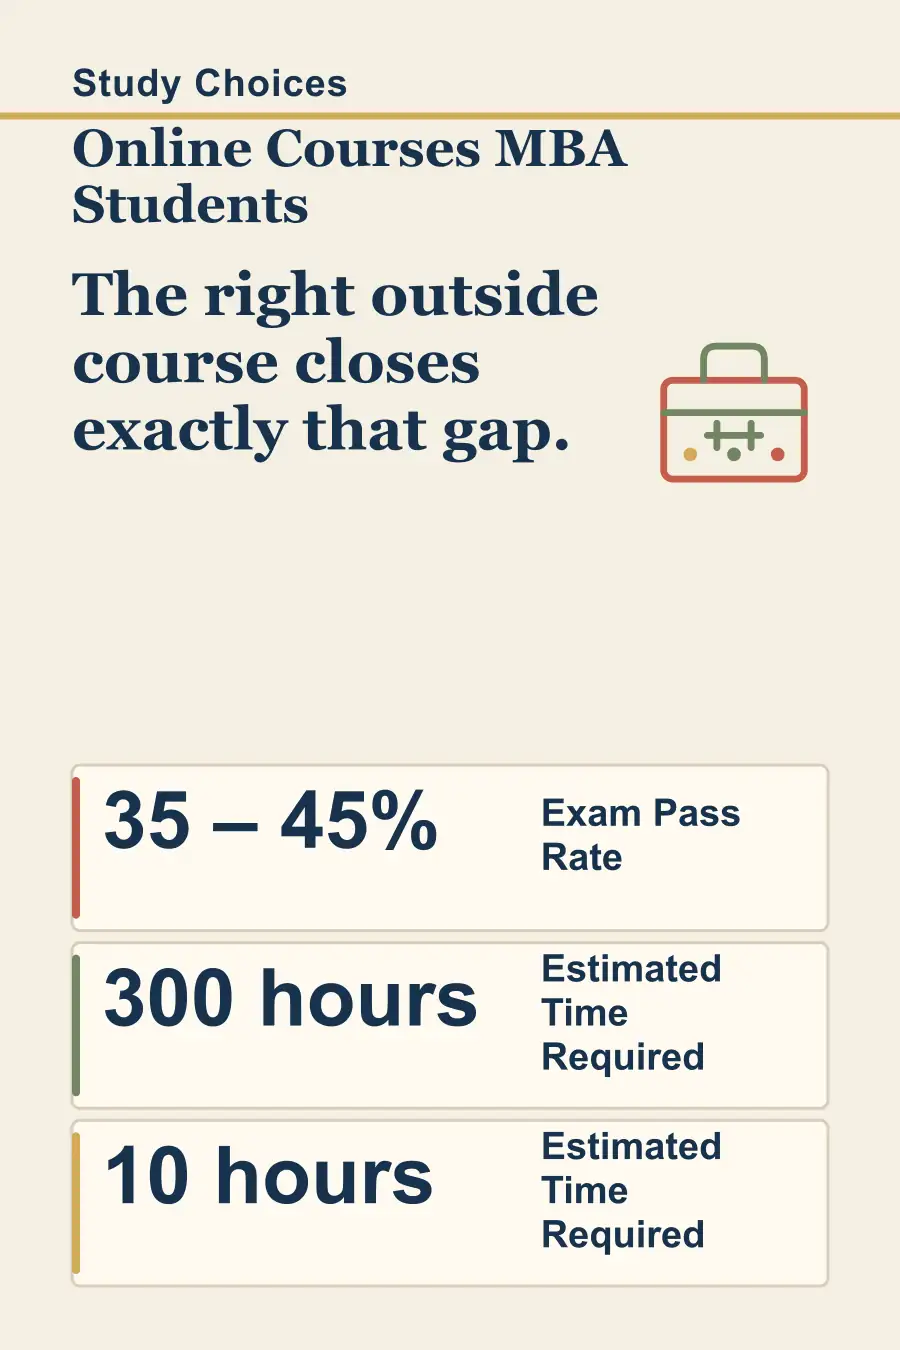 Study Choices
Online Courses MBA
Students
The right outside
course closes
exactly that gap.
35 – 45%
Exam Pass
Rate
300 hours
Estimated
Time
Required
10 hours
Estimated
Time
Required